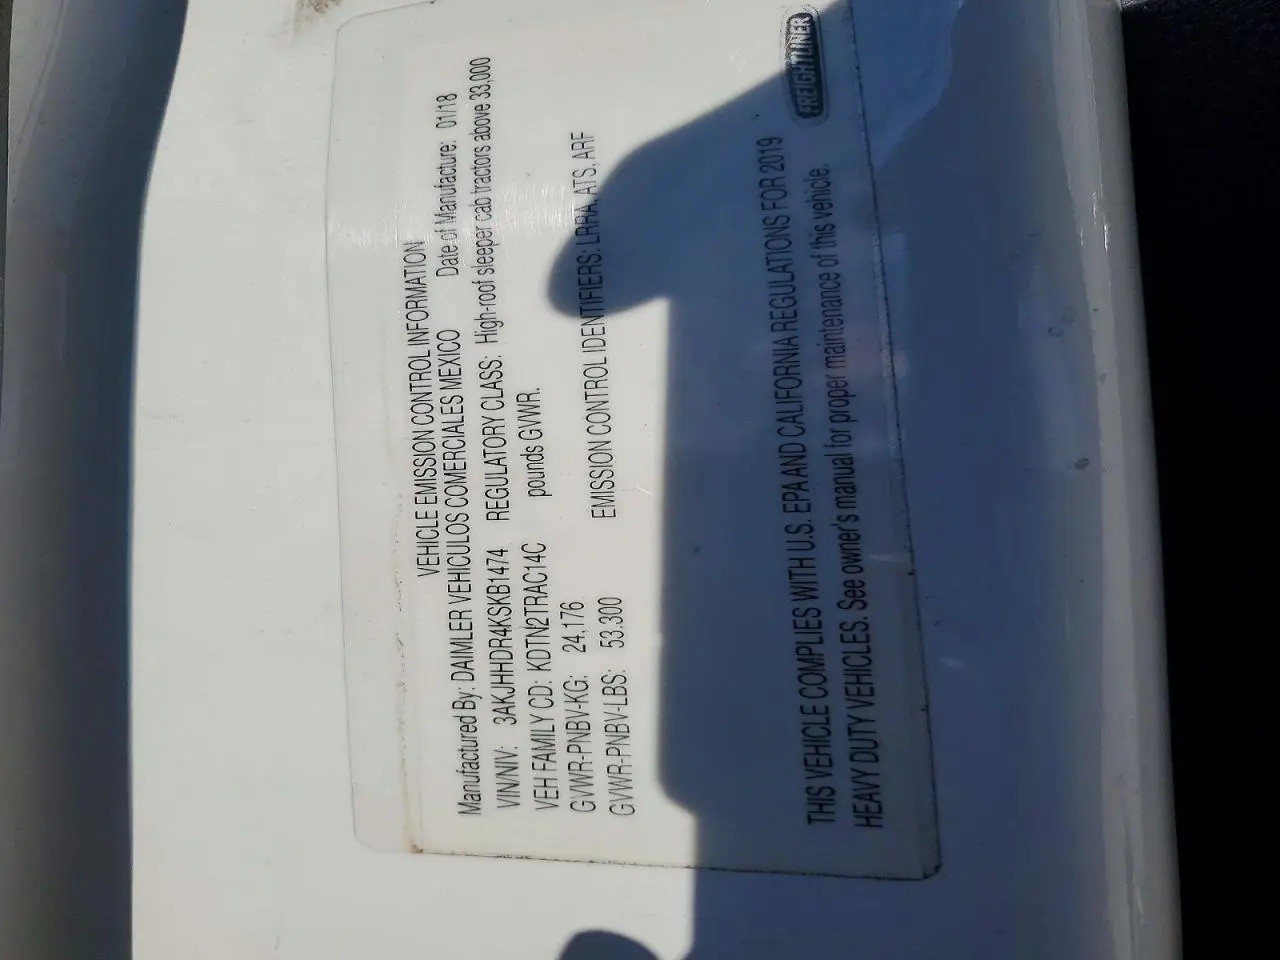 FREIGHTLINER
VEHICLE EMISSION CONTROL INFORMATION
Manufactured By: DAIMLER VEHICULOS COMERCIALES MEXICO Date of Manufacture: 01/18
VIN/NIV: 3AKJHHDR4KSKB1474 REGULATORY CLASS: High-roof sleeper cab tractors above 33,000
VEH FAMILY CD: KDTN2TRAC14C pounds GVWR.
GVWR-PNBV-KG: 24,176
GVWR-PNBV-LBS: 53,300 EMISSION CONTROL IDENTIFIERS: LRRA, ATS, ARF
THIS VEHICLE COMPLIES WITH U.S. EPA AND CALIFORNIA REGULATIONS FOR 2019
HEAVY DUTY VEHICLES. See owner's manual for proper maintenance of this vehicle.